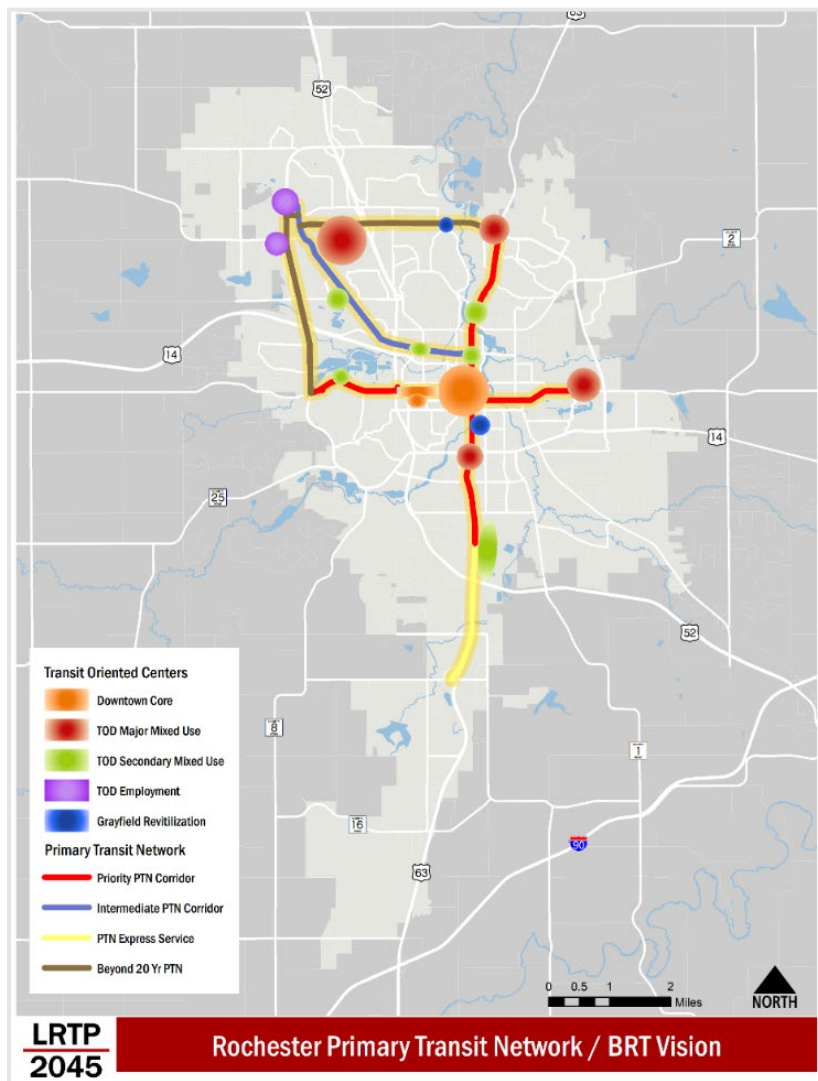 63
52
2
14
14
25
52
8
1
16
90
63
Transit Oriented Centers
Downtown Core
TOD Major Mixed Use
TOD Secondary Mixed Use
TOD Employment
Grayfield Revitilization
Primary Transit Network
Priority PTN Corridor
Intermediate PTN Corridor
PTN Express Service
Beyond 20 Yr PTN
0 0.5 1 2
Miles
NORTH
LRTP
2045
Rochester Primary Transit Network / BRT Vision